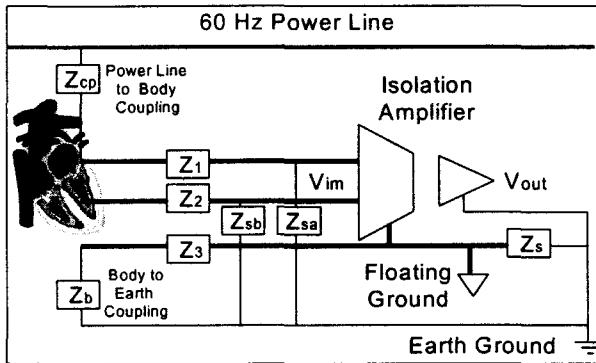 60 Hz Power Line
Zcp
Power Line
to Body
Coupling
Isolation
Amplifier
Z1
Vim
Vout
Z2
Zsb
Zsa
Z3
Zs
Zb
Body to
Earth
Coupling
Floating
Ground
Earth Ground